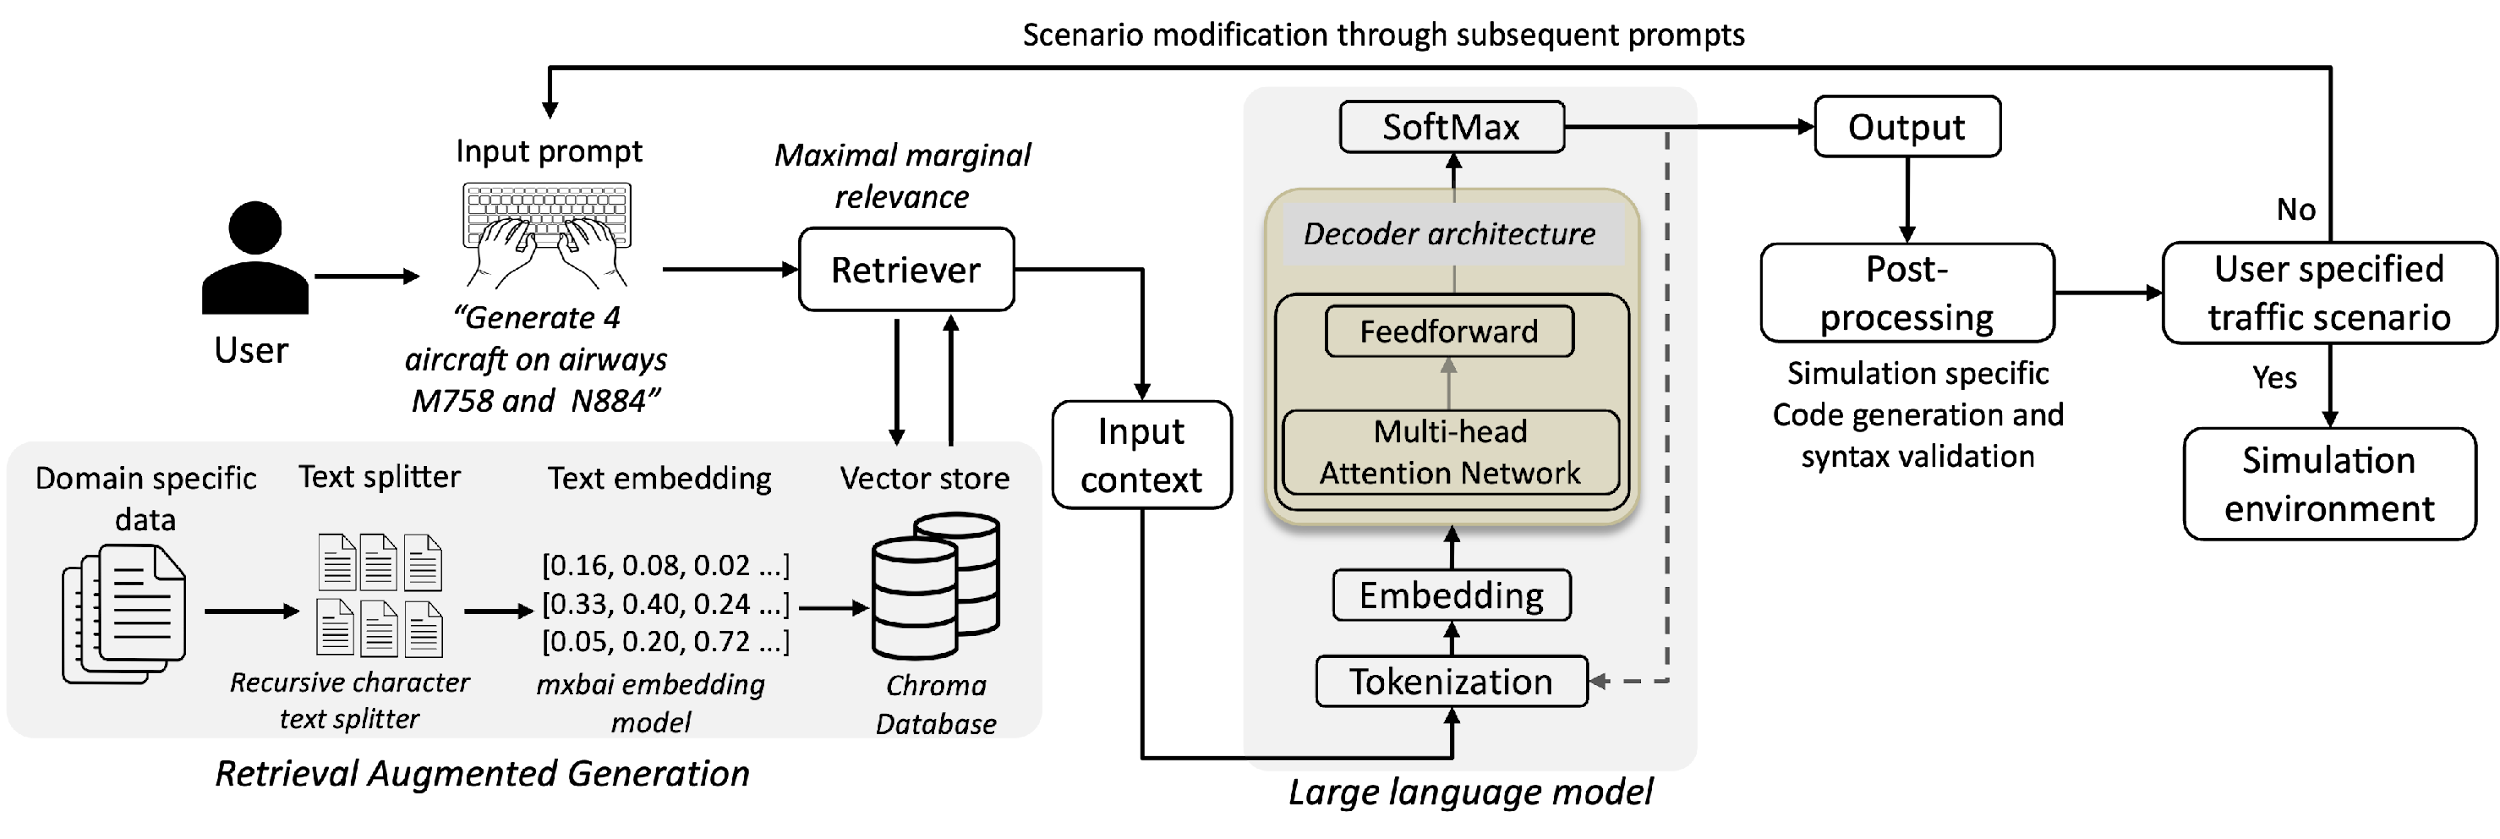 Scenario modification through subsequent prompts
Input prompt
User
“Generate 4
aircraft on airways
M758 and N884”
Maximal marginal
relevance
Retriever
Input
context
Domain specific
data
Text splitter
Recursive character
text splitter
Text embedding
[0.16, 0.08, 0.02 ...]
[0.33, 0.40, 0.24 ...]
[0.05, 0.20, 0.72 ...]
mxbai embedding
model
Vector store
Chroma
Database
Retrieval Augmented Generation
SoftMax
Decoder architecture
Feedforward
Multi-head
Attention Network
Embedding
Tokenization
Large language model
Output
Post-
processing
Simulation specific
Code generation and
syntax validation
No
User specified
traffic scenario
Yes
Simulation
environment